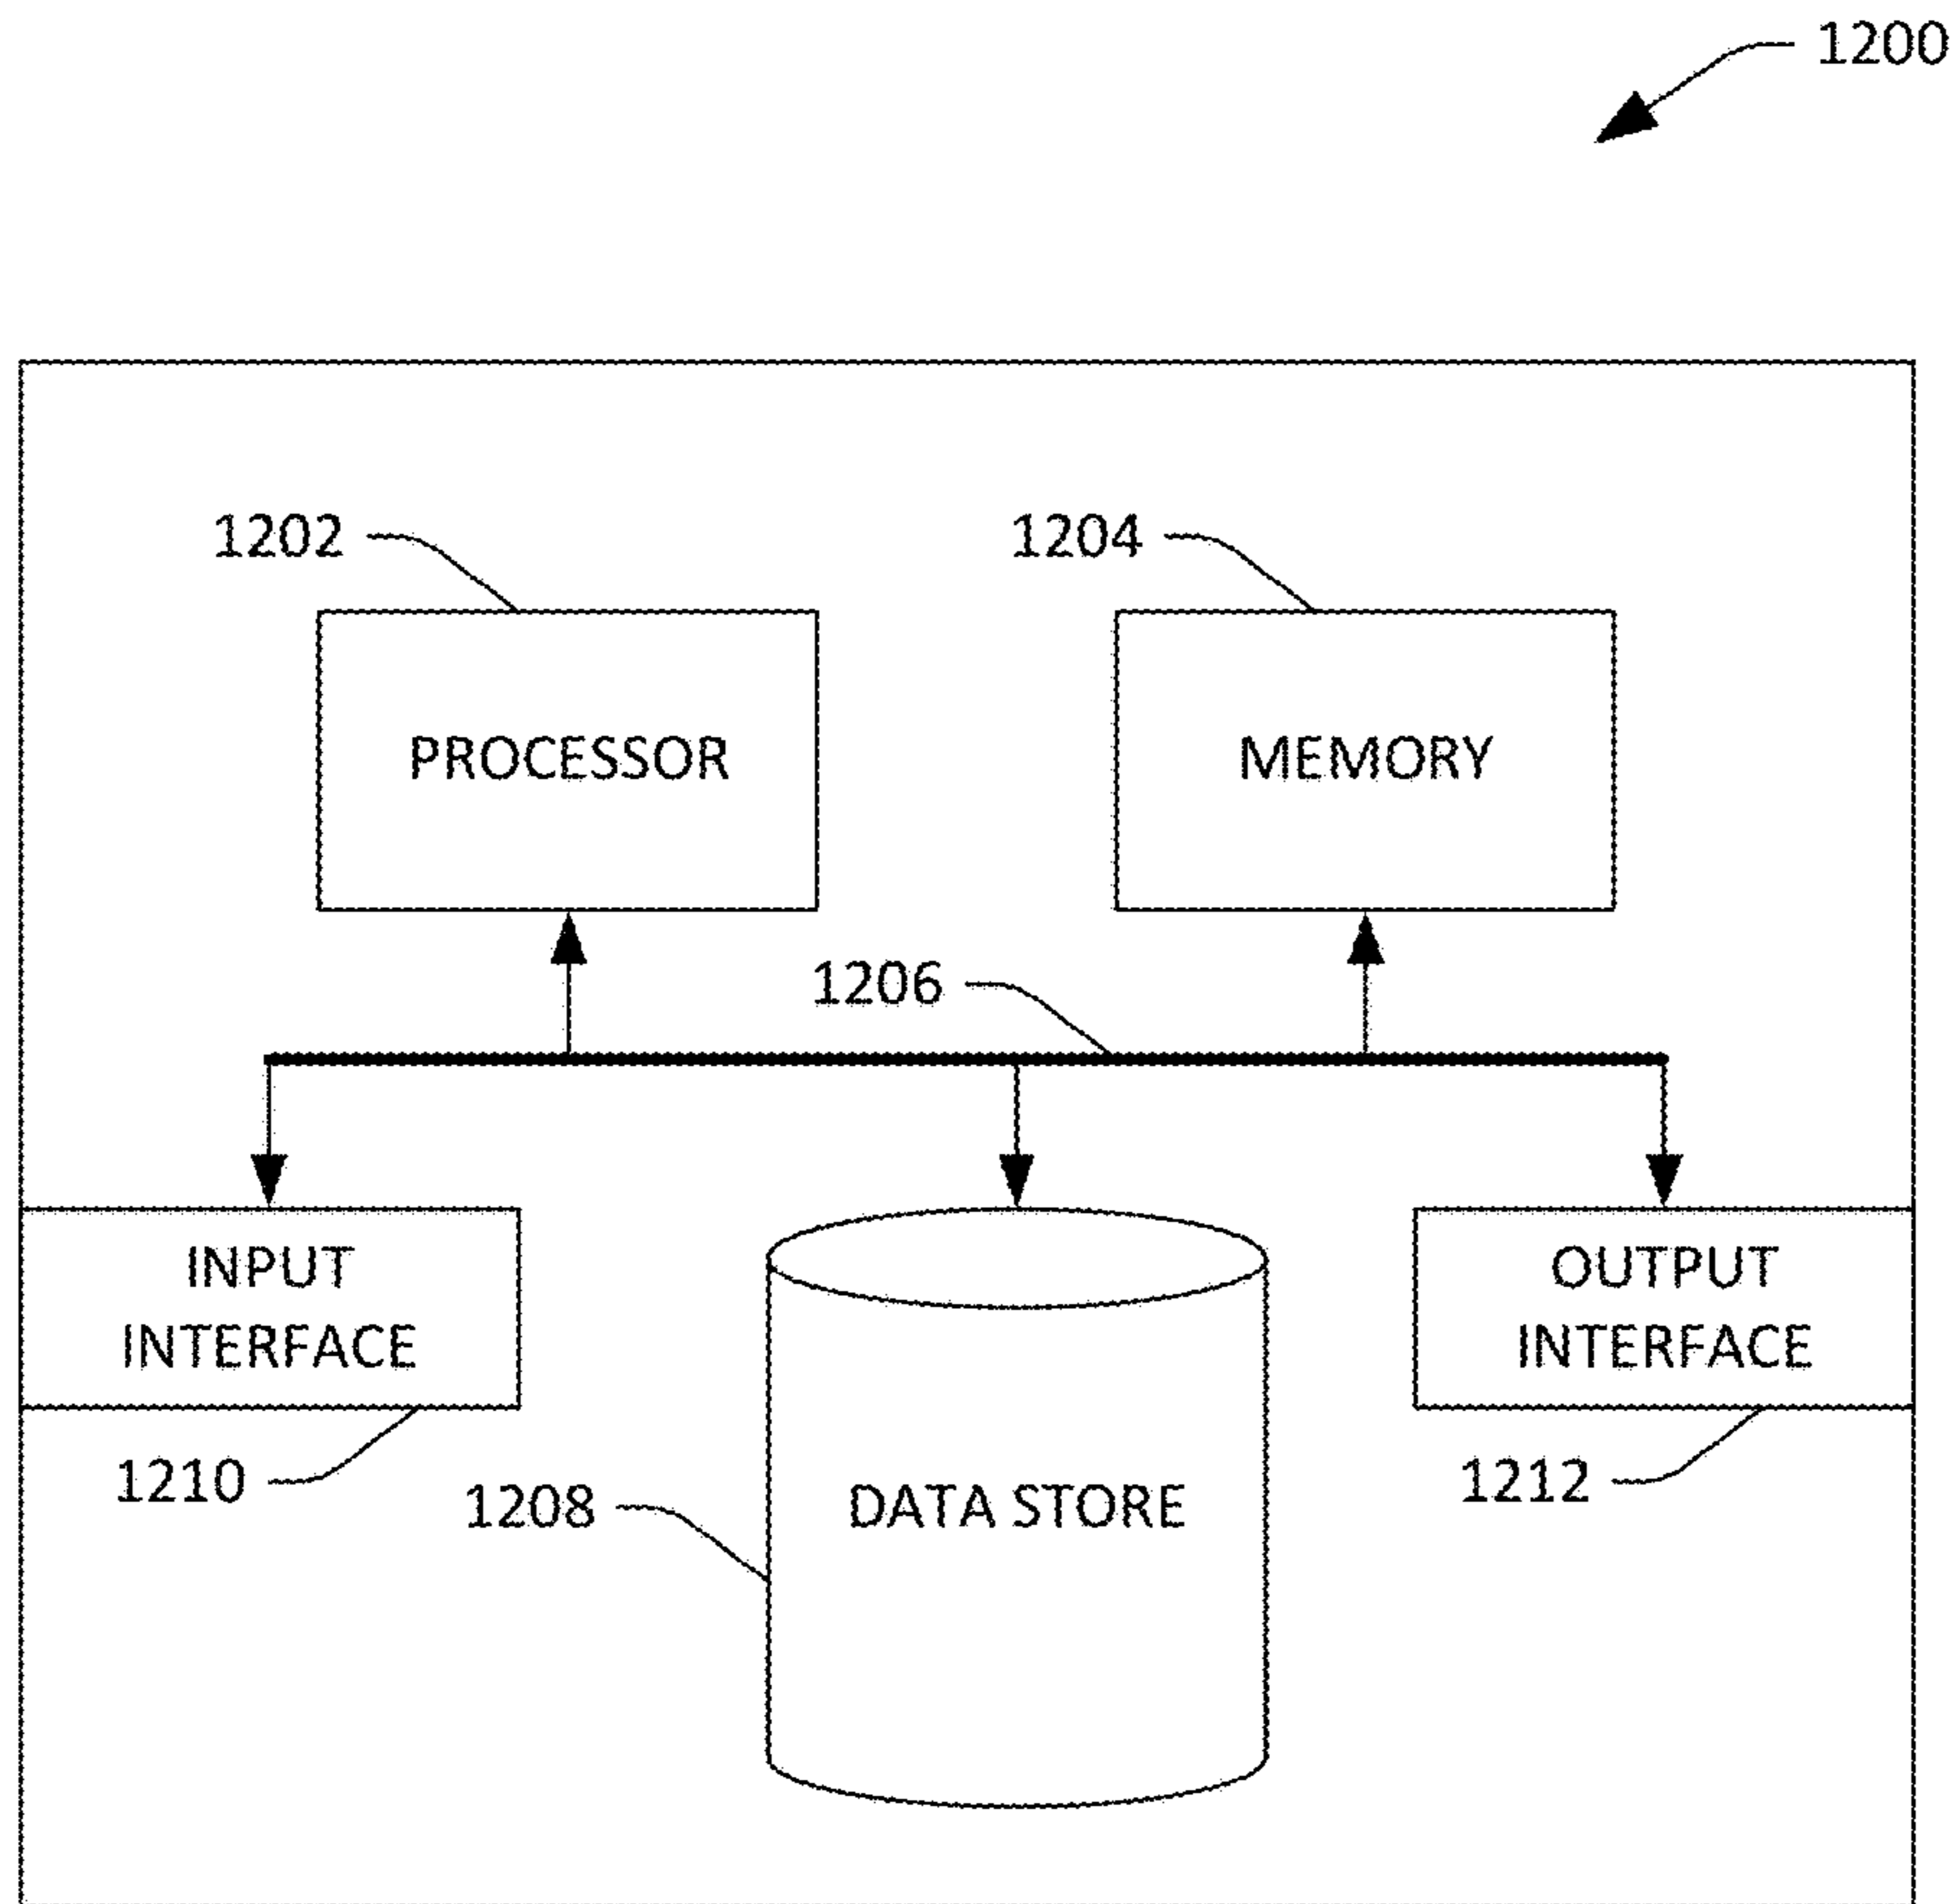 1200
1202
1204
PROCESSOR
MEMORY
1206
INPUT
INTERFACE
OUTPUT
INTERFACE
1210
1208
DATA STORE
1212